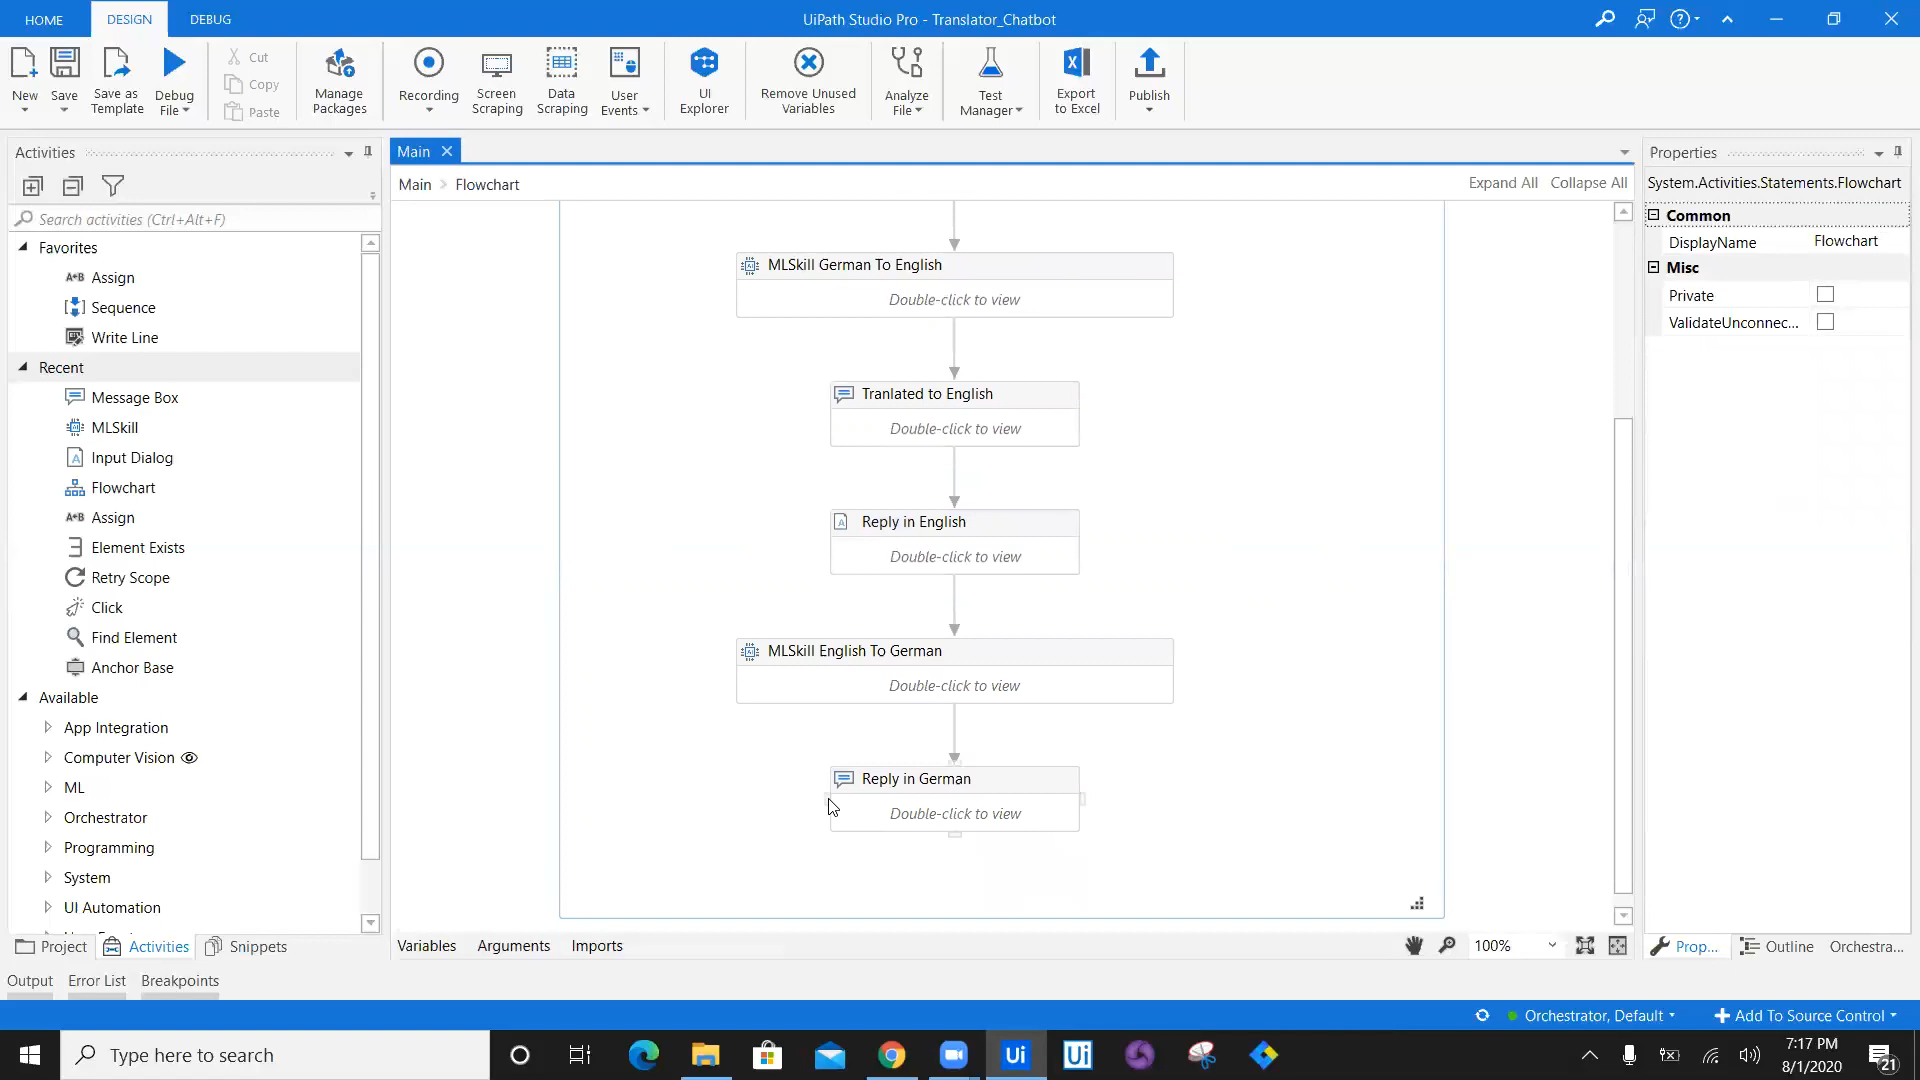 HOME DESIGN DEBUG UiPath Studio Pro - Translator_Chatbot
New Save Save as Template Debug File Cut Copy Paste Manage Packages Recording Screen Scraping Data Scraping User Events UI Explorer Remove Unused Variables Analyze File Test Manager Export to Excel Publish
Activities
Search activities (Ctrl+Alt+F)
Favorites
Assign
Sequence
Write Line
Recent
Message Box
MLSkill
Input Dialog
Flowchart
Assign
Element Exists
Retry Scope
Click
Find Element
Anchor Base
Available
App Integration
Computer Vision
ML
Orchestrator
Programming
System
UI Automation
Project Activities Snippets
Main
Main > Flowchart Expand All Collapse All
MLSkill German To English
Double-click to view
Tranlated to English
Double-click to view
Reply in English
Double-click to view
MLSkill English To German
Double-click to view
Reply in German
Double-click to view
Variables Arguments Imports 100%
Properties
System.Activities.Statements.Flowchart
Common
DisplayName Flowchart
Misc
Private
ValidateUnconnec...
Prop... Outline Orchestra...
Output Error List Breakpoints
Orchestrator, Default Add To Source Control
Type here to search
Ui Ui
7:17 PM
8/1/2020
21